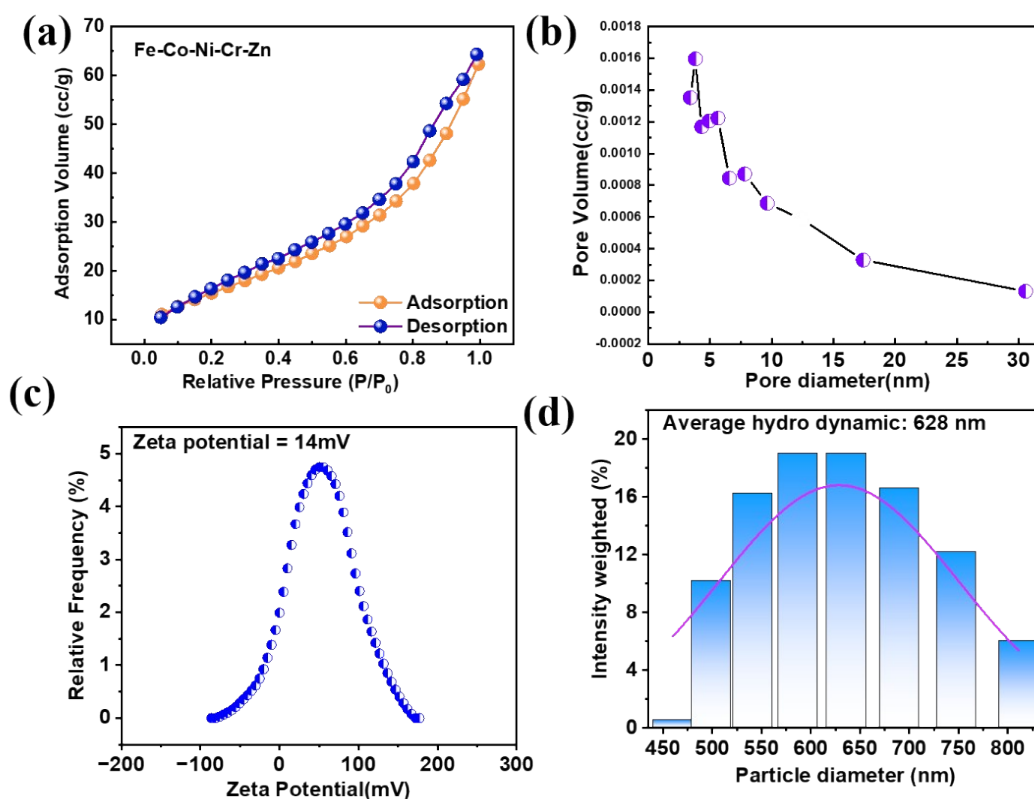 (a)
Fe-Co-Ni-Cr-Zn
Adsorption Volume (cc/g)
70
60
50
40
30
20
10
0.0 0.2 0.4 0.6 0.8 1.0
Relative Pressure (P/P0)
Adsorption
Desorption
(b)
Pore Volume(cc/g)
0.0018
0.0016
0.0014
0.0012
0.0010
0.0008
0.0006
0.0004
0.0002
0.0000
-0.0002
0 5 10 15 20 25 30
Pore diameter(nm)
(c)
Zeta potential = 14mV
Relative Frequency (%)
5
4
3
2
1
0
−200 −100 0 100 200 300
Zeta Potential(mV)
(d)
Average hydro dynamic: 628 nm
Intensity weighted (%)
20
16
12
8
4
0
450 500 550 600 650 700 750 800
Particle diameter (nm)